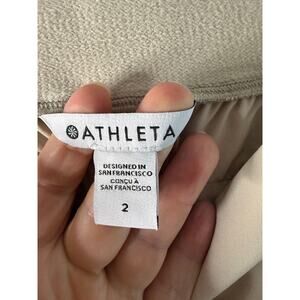 ATHLETA
DESIGNED IN
SAN FRANCISCO
CONÇU À
SAN FRANCISCO
2